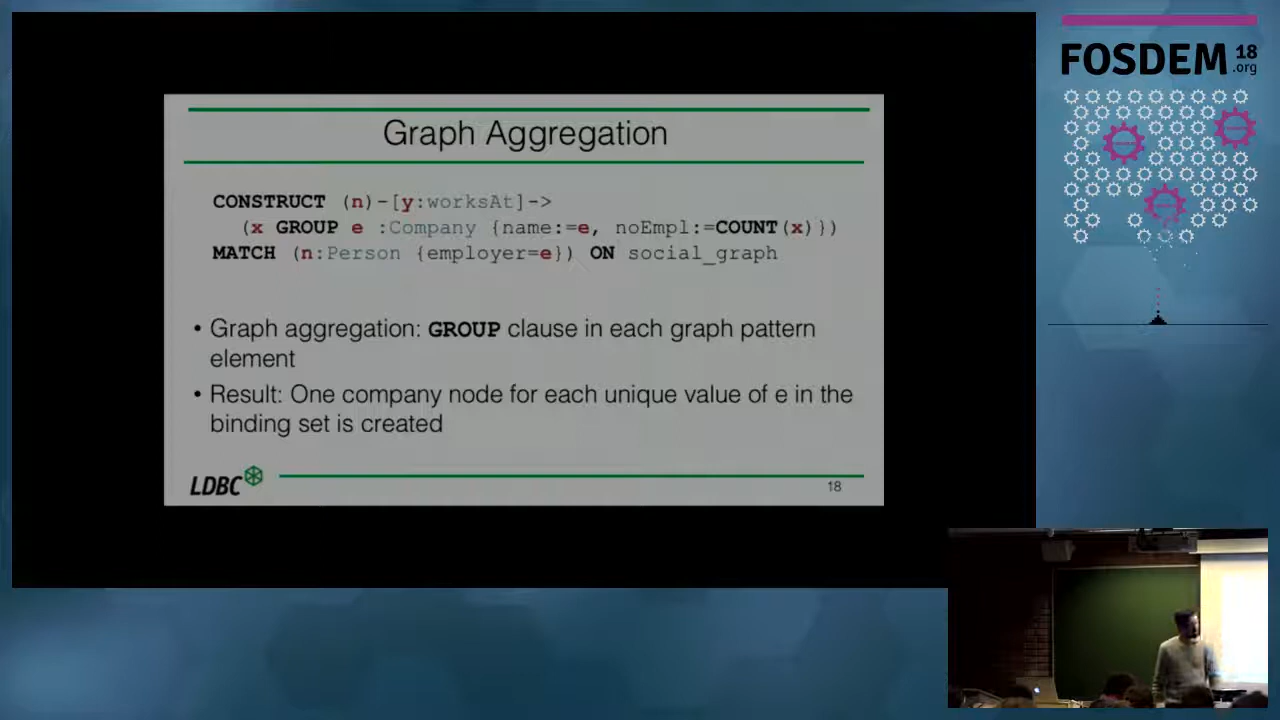 FOSDEM 18
.org
Graph Aggregation
CONSTRUCT (n)-[y:worksAt]->
(x GROUP e :Company {name:=e, noEmpl:=COUNT(x)})
MATCH (n:Person {employer=e}) ON social_graph
• Graph aggregation: GROUP clause in each graph pattern
element
• Result: One company node for each unique value of e in the
binding set is created
LDBC
18